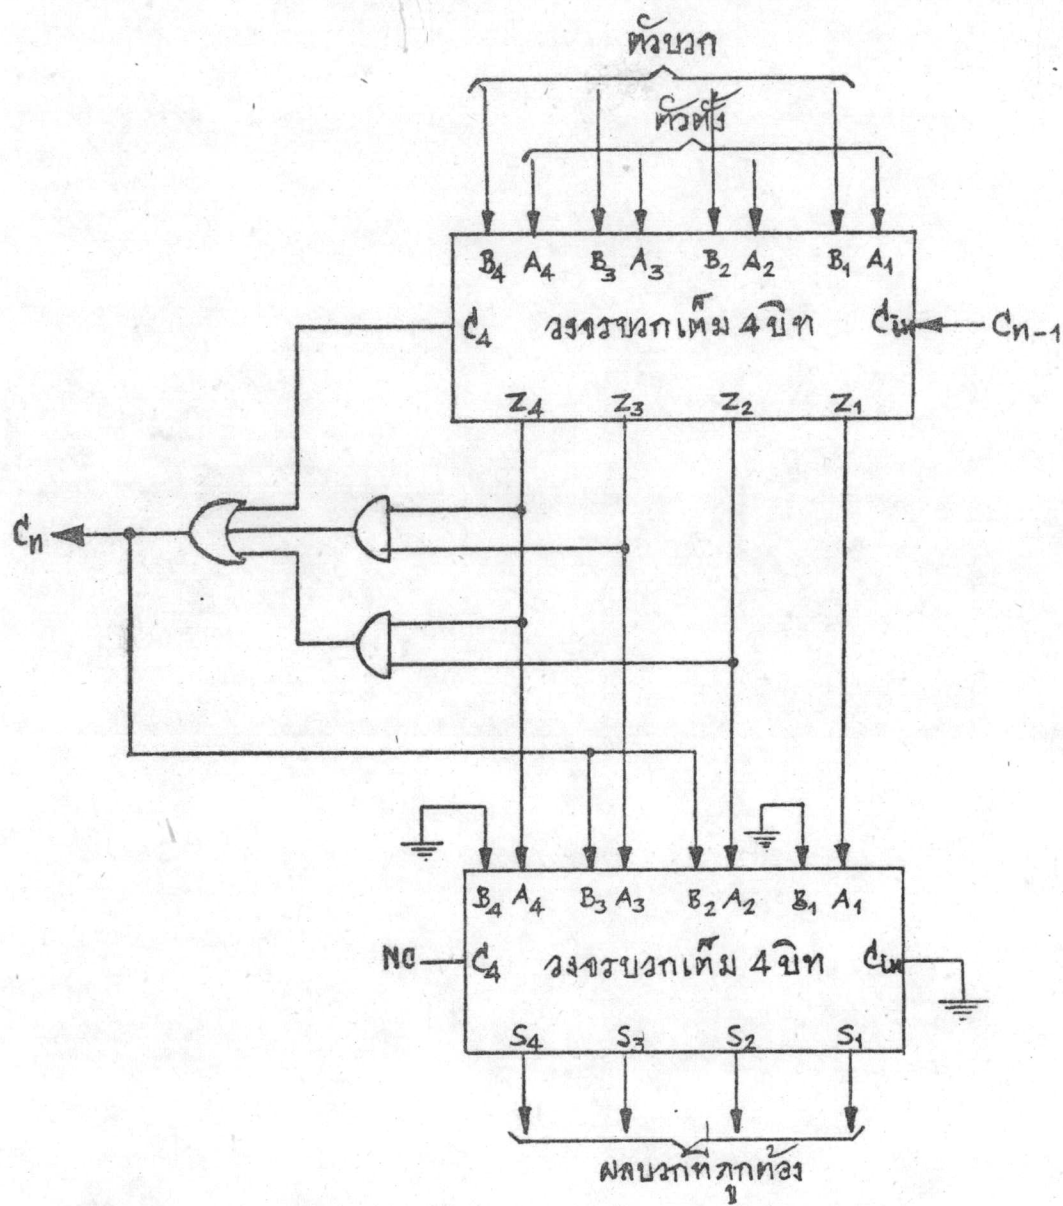 ตัวบวก
ตัวตั้ง
B4 A4 B3 A3 B2 A2 B1 A1
C4 วงจรบวกเต็ม 4 บิท Cin Cn-1
Z4 Z3 Z2 Z1
Cn
B4 A4 B3 A3 B2 A2 B1 A1
NC C4 วงจรบวกเต็ม 4 บิท Cin
S4 S3 S2 S1
ผลบวกที่ถูกต้อง